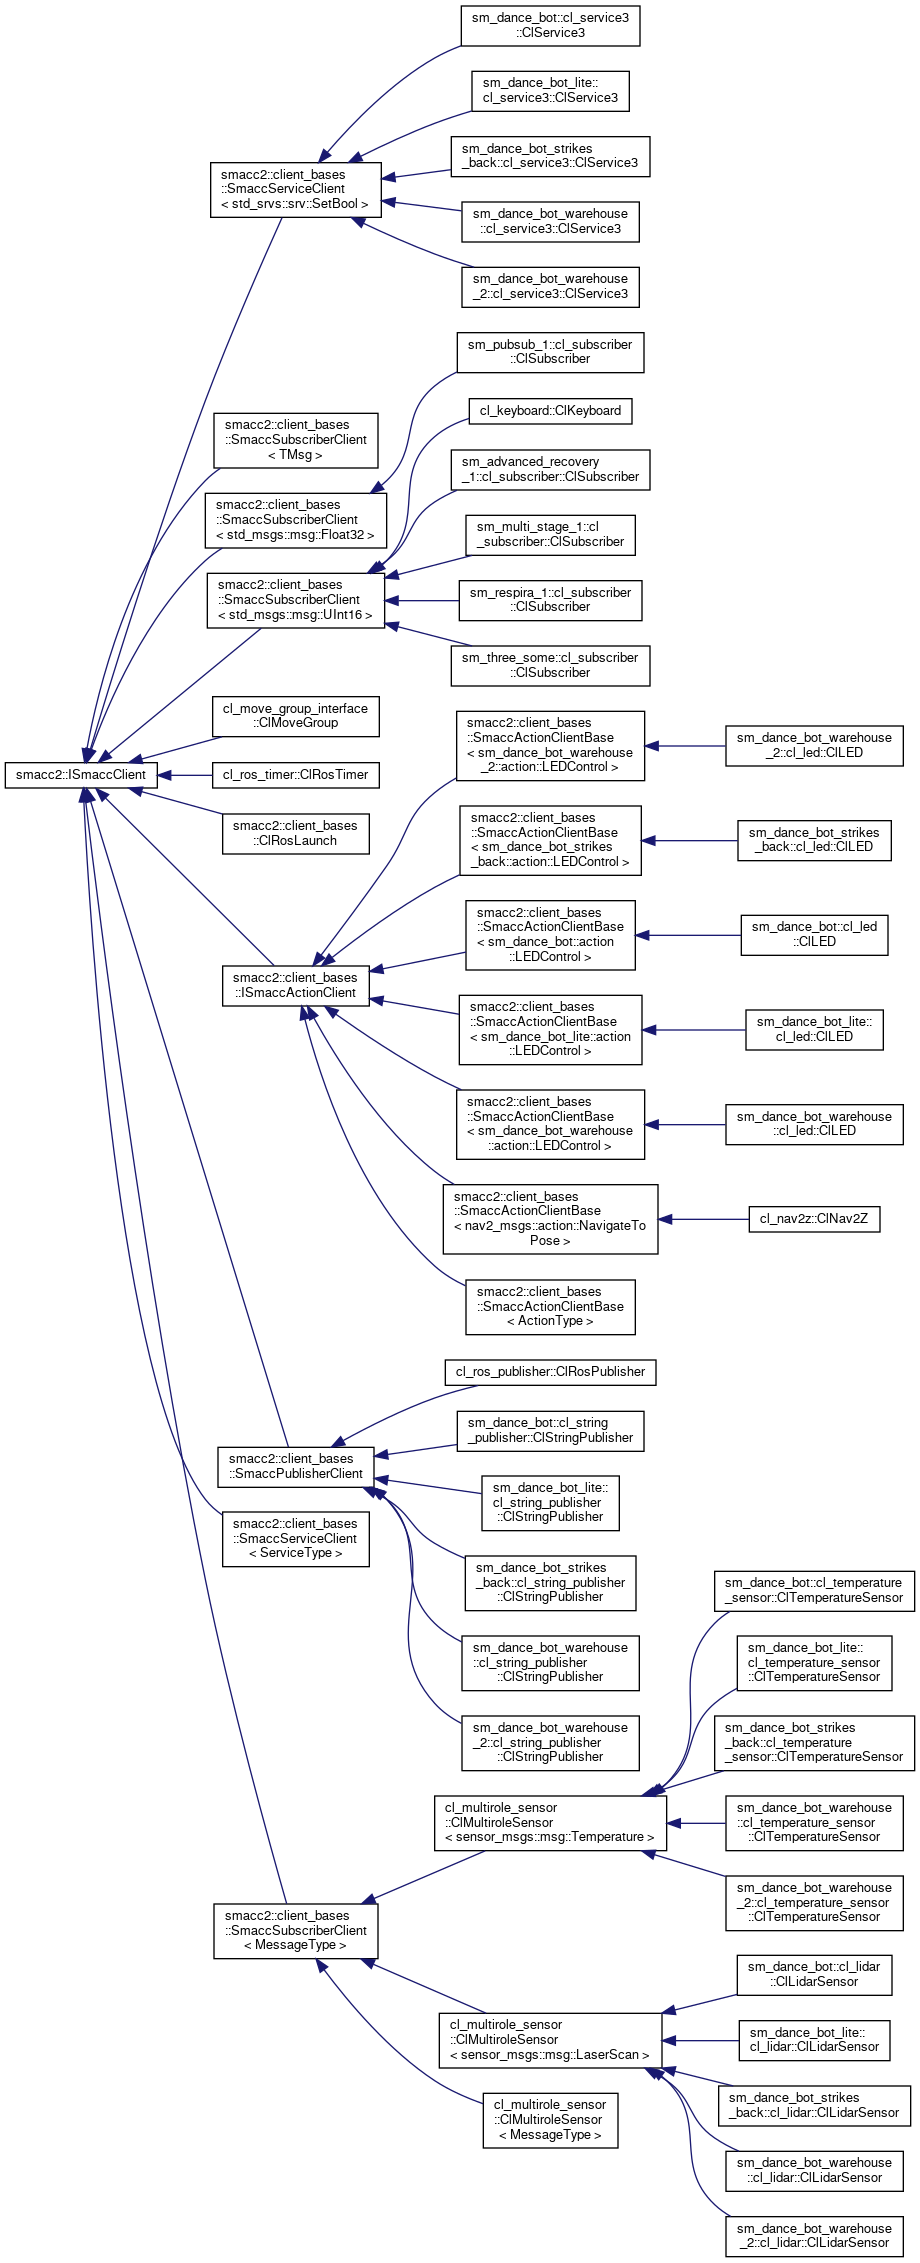 sm_dance_bot::cl_service3
::ClService3
sm_dance_bot_lite::
cl_service3::ClService3
sm_dance_bot_strikes
_back::cl_service3::ClService3
smacc2::client_bases
::SmaccServiceClient
< std_srvs::srv::SetBool >
sm_dance_bot_warehouse
::cl_service3::ClService3
sm_dance_bot_warehouse
_2::cl_service3::ClService3
sm_pubsub_1::cl_subscriber
::ClSubscriber
cl_keyboard::ClKeyboard
smacc2::client_bases
::SmaccSubscriberClient
< TMsg >
sm_advanced_recovery
_1::cl_subscriber::ClSubscriber
smacc2::client_bases
::SmaccSubscriberClient
< std_msgs::msg::Float32 >
sm_multi_stage_1::cl
_subscriber::ClSubscriber
smacc2::client_bases
::SmaccSubscriberClient
< std_msgs::msg::UInt16 >
sm_respira_1::cl_subscriber
::ClSubscriber
sm_three_some::cl_subscriber
::ClSubscriber
cl_move_group_interface
::ClMoveGroup
smacc2::ISmaccClient
cl_ros_timer::ClRosTimer
smacc2::client_bases
::ClRosLaunch
smacc2::client_bases
::SmaccActionClientBase
< sm_dance_bot_warehouse
_2::action::LEDControl >
sm_dance_bot_warehouse
_2::cl_led::ClLED
smacc2::client_bases
::SmaccActionClientBase
< sm_dance_bot_strikes
_back::action::LEDControl >
sm_dance_bot_strikes
_back::cl_led::ClLED
smacc2::client_bases
::SmaccActionClientBase
< sm_dance_bot::action
::LEDControl >
sm_dance_bot::cl_led
::ClLED
smacc2::client_bases
::ISmaccActionClient
smacc2::client_bases
::SmaccActionClientBase
< sm_dance_bot_lite::action
::LEDControl >
sm_dance_bot_lite::
cl_led::ClLED
smacc2::client_bases
::SmaccActionClientBase
< sm_dance_bot_warehouse
::action::LEDControl >
sm_dance_bot_warehouse
::cl_led::ClLED
smacc2::client_bases
::SmaccActionClientBase
< nav2_msgs::action::NavigateTo
Pose >
cl_nav2z::ClNav2Z
smacc2::client_bases
::SmaccActionClientBase
< ActionType >
cl_ros_publisher::ClRosPublisher
sm_dance_bot::cl_string
_publisher::ClStringPublisher
smacc2::client_bases
::SmaccPublisherClient
sm_dance_bot_lite::
cl_string_publisher
::ClStringPublisher
smacc2::client_bases
::SmaccServiceClient
< ServiceType >
sm_dance_bot_strikes
_back::cl_string_publisher
::ClStringPublisher
sm_dance_bot_warehouse
::cl_string_publisher
::ClStringPublisher
sm_dance_bot_warehouse
_2::cl_string_publisher
::ClStringPublisher
sm_dance_bot::cl_temperature
_sensor::ClTemperatureSensor
sm_dance_bot_lite::
cl_temperature_sensor
::ClTemperatureSensor
sm_dance_bot_strikes
_back::cl_temperature
_sensor::ClTemperatureSensor
cl_multirole_sensor
::ClMultiroleSensor
< sensor_msgs::msg::Temperature >
sm_dance_bot_warehouse
::cl_temperature_sensor
::ClTemperatureSensor
sm_dance_bot_warehouse
_2::cl_temperature_sensor
::ClTemperatureSensor
smacc2::client_bases
::SmaccSubscriberClient
< MessageType >
sm_dance_bot::cl_lidar
::ClLidarSensor
cl_multirole_sensor
::ClMultiroleSensor
< sensor_msgs::msg::LaserScan >
sm_dance_bot_lite::
cl_lidar::ClLidarSensor
sm_dance_bot_strikes
_back::cl_lidar::ClLidarSensor
cl_multirole_sensor
::ClMultiroleSensor
< MessageType >
sm_dance_bot_warehouse
::cl_lidar::ClLidarSensor
sm_dance_bot_warehouse
_2::cl_lidar::ClLidarSensor